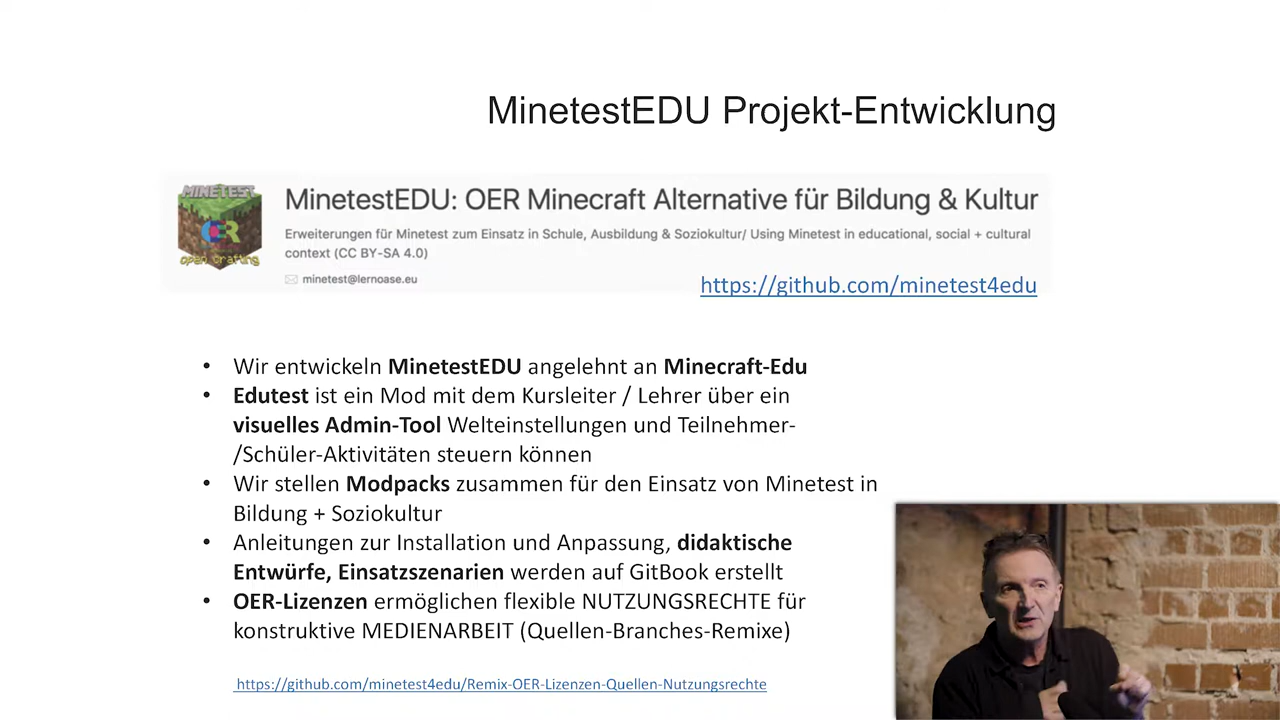 MinetestEDU Projekt-Entwicklung
MINETEST
OER
open crafting
MinetestEDU: OER Minecraft Alternative für Bildung & Kultur
Erweiterungen für Minetest zum Einsatz in Schule, Ausbildung & Soziokultur/ Using Minetest in educational, social + cultural
context (CC BY-SA 4.0)
minetest@lernoase.eu
https://github.com/minetest4edu
• Wir entwickeln MinetestEDU angelehnt an Minecraft-Edu
• Edutest ist ein Mod mit dem Kursleiter / Lehrer über ein
visuelles Admin-Tool Welteinstellungen und Teilnehmer-
/Schüler-Aktivitäten steuern können
• Wir stellen Modpacks zusammen für den Einsatz von Minetest in
Bildung + Soziokultur
• Anleitungen zur Installation und Anpassung, didaktische
Entwürfe, Einsatzszenarien werden auf GitBook erstellt
• OER-Lizenzen ermöglichen flexible NUTZUNGSRECHTE für
konstruktive MEDIENARBEIT (Quellen-Branches-Remixe)
https://github.com/minetest4edu/Remix-OER-Lizenzen-Quellen-Nutzungsrechte